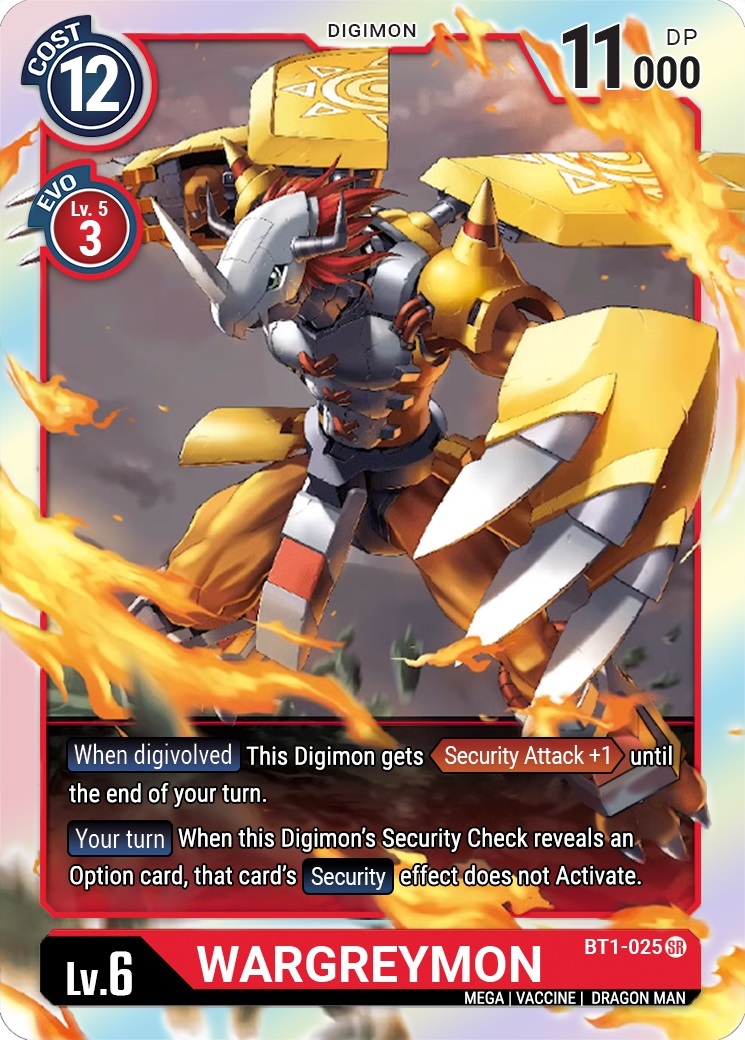 DIGIMON
COST
12
DP
11000
EVO
Lv. 5
3
When digivolved This Digimon gets Security Attack +1 until
the end of your turn.
Your turn When this Digimon's Security Check reveals an
Option card, that card's Security effect does not Activate.
BT1-025 SR
Lv.6
WARGREYMON
MEGA | VACCINE | DRAGON MAN